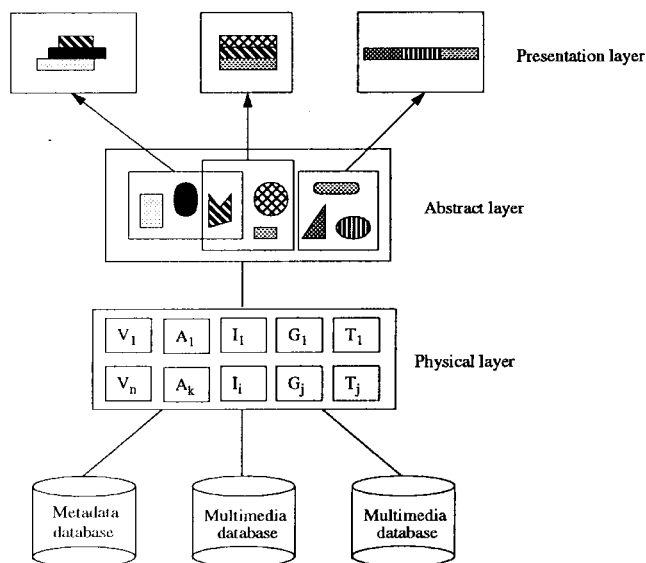 Presentation layer
Abstract layer
V1 A1 I1 G1 T1
Physical layer
Vn Ak Ii Gj Tj
Metadata database
Multimedia database
Multimedia database